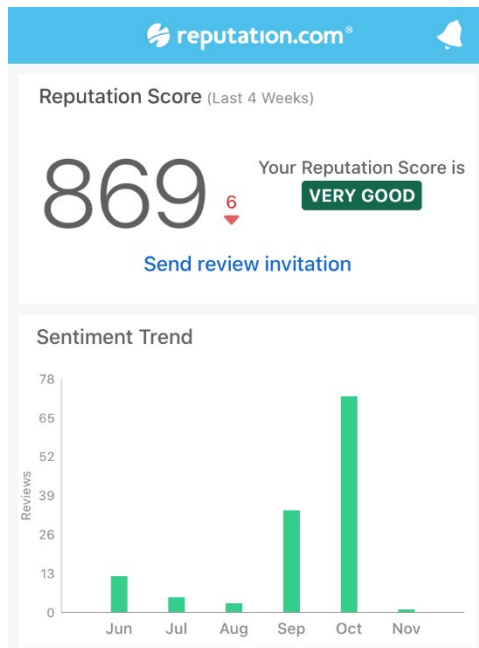 reputation.com®
Reputation Score (Last 4 Weeks)
869
6
Your Reputation Score is
VERY GOOD
Send review invitation
Sentiment Trend
78
65
52
39
26
13
0
Reviews
Jun Jul Aug Sep Oct Nov